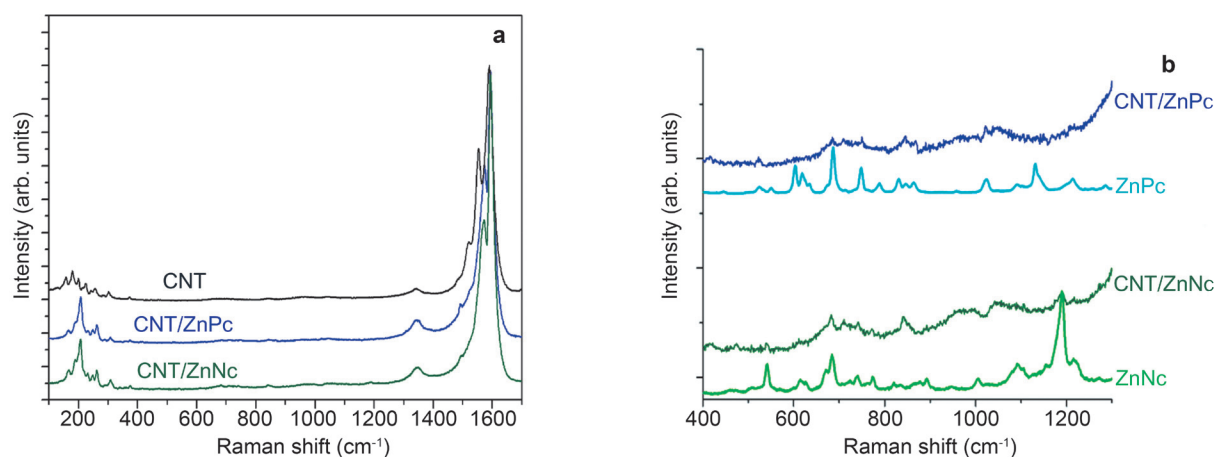 a
Intensity (arb. units)
CNT
CNT/ZnPc
CNT/ZnNc
200 400 600 800 1000 1200 1400 1600
Raman shift (cm⁻¹)
b
Intensity (arb. units)
CNT/ZnPc
ZnPc
CNT/ZnNc
ZnNc
400 600 800 1000 1200
Raman shift (cm⁻¹)